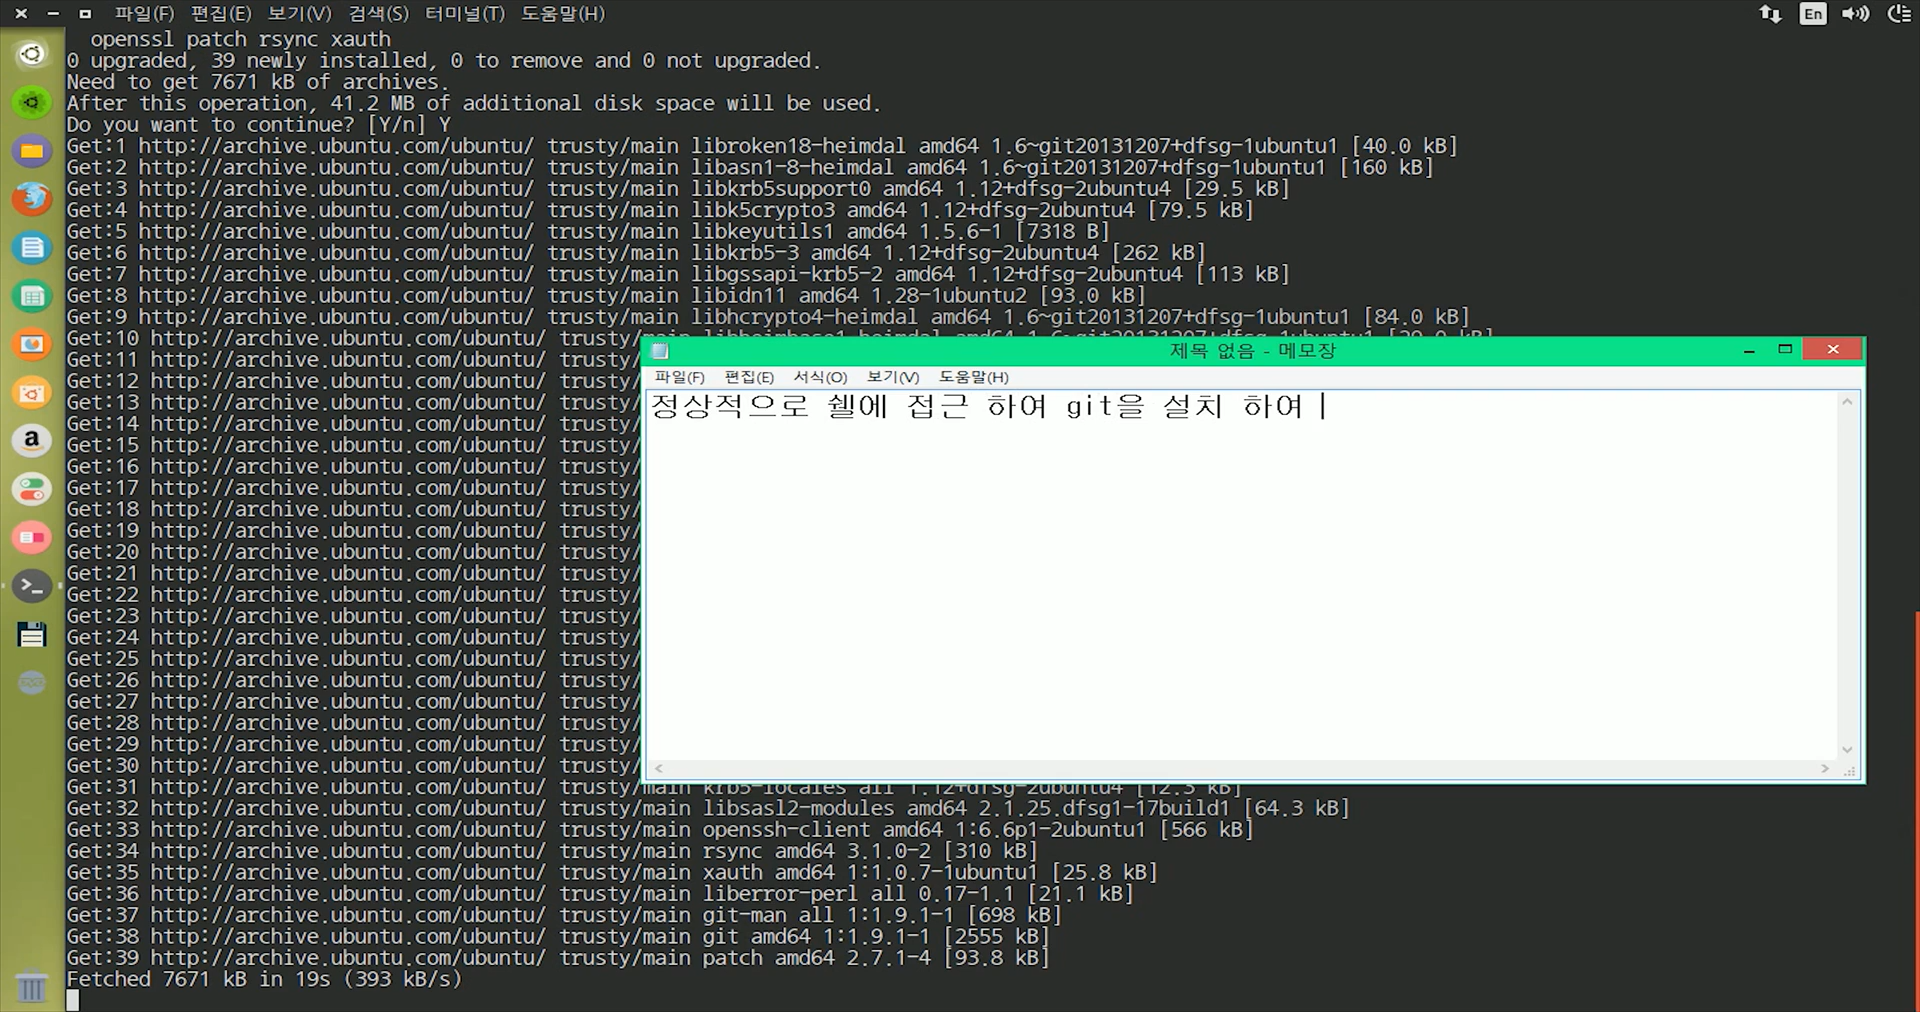 파일(F) 편집(E) 보기(V) 검색(S) 터미널(T) 도움말(H)
En
openssl patch rsync xauth
0 upgraded, 39 newly installed, 0 to remove and 0 not upgraded.
Need to get 7671 kB of archives.
After this operation, 41.2 MB of additional disk space will be used.
Do you want to continue? [Y/n] Y
Get:1 http://archive.ubuntu.com/ubuntu/ trusty/main libroken18-heimdal amd64 1.6~git20131207+dfsg-1ubuntu1 [40.0 kB]
Get:2 http://archive.ubuntu.com/ubuntu/ trusty/main libasn1-8-heimdal amd64 1.6~git20131207+dfsg-1ubuntu1 [160 kB]
Get:3 http://archive.ubuntu.com/ubuntu/ trusty/main libkrb5support0 amd64 1.12+dfsg-2ubuntu4 [29.5 kB]
Get:4 http://archive.ubuntu.com/ubuntu/ trusty/main libk5crypto3 amd64 1.12+dfsg-2ubuntu4 [79.5 kB]
Get:5 http://archive.ubuntu.com/ubuntu/ trusty/main libkeyutils1 amd64 1.5.6-1 [7318 B]
Get:6 http://archive.ubuntu.com/ubuntu/ trusty/main libkrb5-3 amd64 1.12+dfsg-2ubuntu4 [262 kB]
Get:7 http://archive.ubuntu.com/ubuntu/ trusty/main libgssapi-krb5-2 amd64 1.12+dfsg-2ubuntu4 [113 kB]
Get:8 http://archive.ubuntu.com/ubuntu/ trusty/main libidn11 amd64 1.28-1ubuntu2 [93.0 kB]
Get:9 http://archive.ubuntu.com/ubuntu/ trusty/main libhcrypto4-heimdal amd64 1.6~git20131207+dfsg-1ubuntu1 [84.0 kB]
Get:10 http://archive.ubuntu.com/ubuntu/ trusty/main libheimbase1-heimdal amd64 1.6~git20131207+dfsg-1ubuntu1 [29.0 kB]
Get:11 http://archive.ubuntu.com/ubuntu/ trusty/
Get:12 http://archive.ubuntu.com/ubuntu/ trusty/
Get:13 http://archive.ubuntu.com/ubuntu/ trusty/
Get:14 http://archive.ubuntu.com/ubuntu/ trusty/
Get:15 http://archive.ubuntu.com/ubuntu/ trusty/
Get:16 http://archive.ubuntu.com/ubuntu/ trusty/
Get:17 http://archive.ubuntu.com/ubuntu/ trusty/
Get:18 http://archive.ubuntu.com/ubuntu/ trusty/
Get:19 http://archive.ubuntu.com/ubuntu/ trusty/
Get:20 http://archive.ubuntu.com/ubuntu/ trusty/
Get:21 http://archive.ubuntu.com/ubuntu/ trusty/
Get:22 http://archive.ubuntu.com/ubuntu/ trusty/
Get:23 http://archive.ubuntu.com/ubuntu/ trusty/
Get:24 http://archive.ubuntu.com/ubuntu/ trusty/
Get:25 http://archive.ubuntu.com/ubuntu/ trusty/
Get:26 http://archive.ubuntu.com/ubuntu/ trusty/
Get:27 http://archive.ubuntu.com/ubuntu/ trusty/
Get:28 http://archive.ubuntu.com/ubuntu/ trusty/
Get:29 http://archive.ubuntu.com/ubuntu/ trusty/
Get:30 http://archive.ubuntu.com/ubuntu/ trusty/
Get:31 http://archive.ubuntu.com/ubuntu/ trusty/main krb5-locales all 1.12+dfsg-2ubuntu4 [12.3 kB]
Get:32 http://archive.ubuntu.com/ubuntu/ trusty/main libsasl2-modules amd64 2.1.25.dfsg1-17build1 [64.3 kB]
Get:33 http://archive.ubuntu.com/ubuntu/ trusty/main openssh-client amd64 1:6.6p1-2ubuntu1 [566 kB]
Get:34 http://archive.ubuntu.com/ubuntu/ trusty/main rsync amd64 3.1.0-2 [310 kB]
Get:35 http://archive.ubuntu.com/ubuntu/ trusty/main xauth amd64 1:1.0.7-1ubuntu1 [25.8 kB]
Get:36 http://archive.ubuntu.com/ubuntu/ trusty/main liberror-perl all 0.17-1.1 [21.1 kB]
Get:37 http://archive.ubuntu.com/ubuntu/ trusty/main git-man all 1:1.9.1-1 [698 kB]
Get:38 http://archive.ubuntu.com/ubuntu/ trusty/main git amd64 1:1.9.1-1 [2555 kB]
Get:39 http://archive.ubuntu.com/ubuntu/ trusty/main patch amd64 2.7.1-4 [93.8 kB]
Fetched 7671 kB in 19s (393 kB/s)
제목 없음 - 메모장
파일(F) 편집(E) 서식(O) 보기(V) 도움말(H)
정상적으로 쉘에 접근 하여 git을 설치 하여